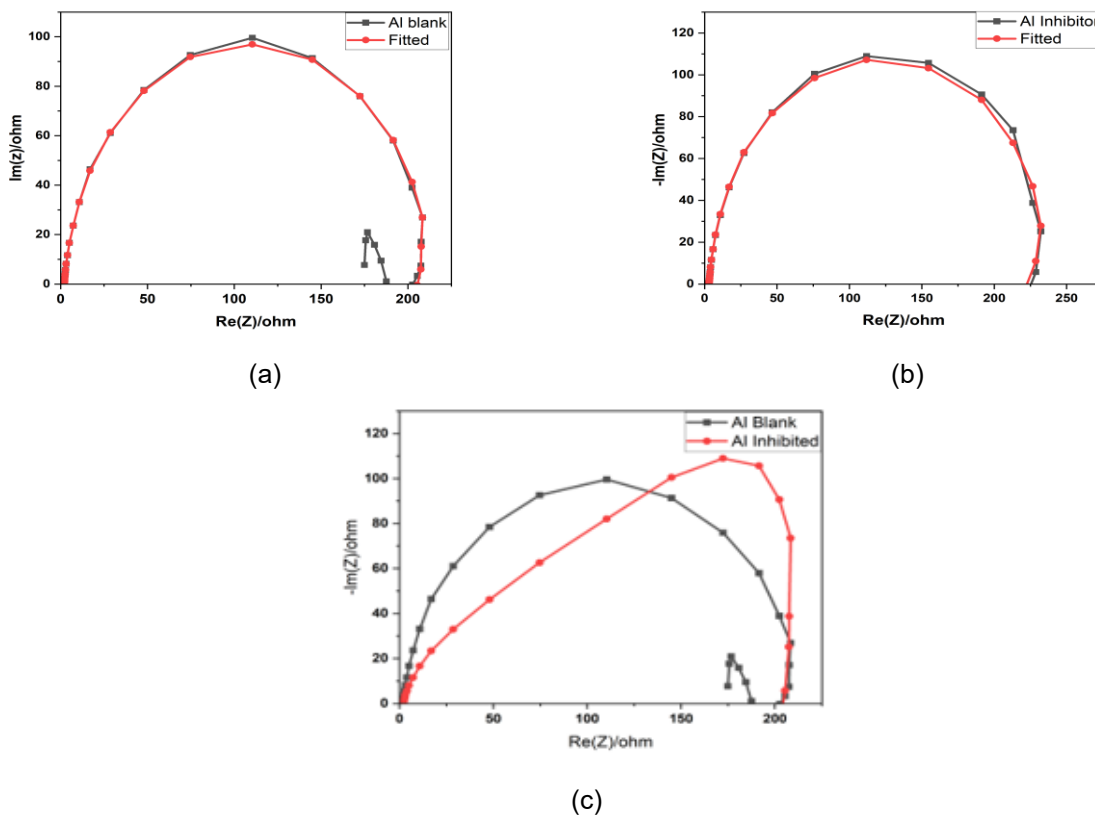 Al blank
Fitted
Im(z)/ohm
100
80
60
40
20
0
0 50 100 150 200
Re(Z)/ohm
(a)
Al Inhibitor
Fitted
-Im(Z)/ohm
120
100
80
60
40
20
0
0 50 100 150 200 250
Re(Z)/ohm
(b)
Al Blank
Al Inhibited
-Im(Z)/ohm
120
100
80
60
40
20
0
0 50 100 150 200
Re(Z)/ohm
(c)